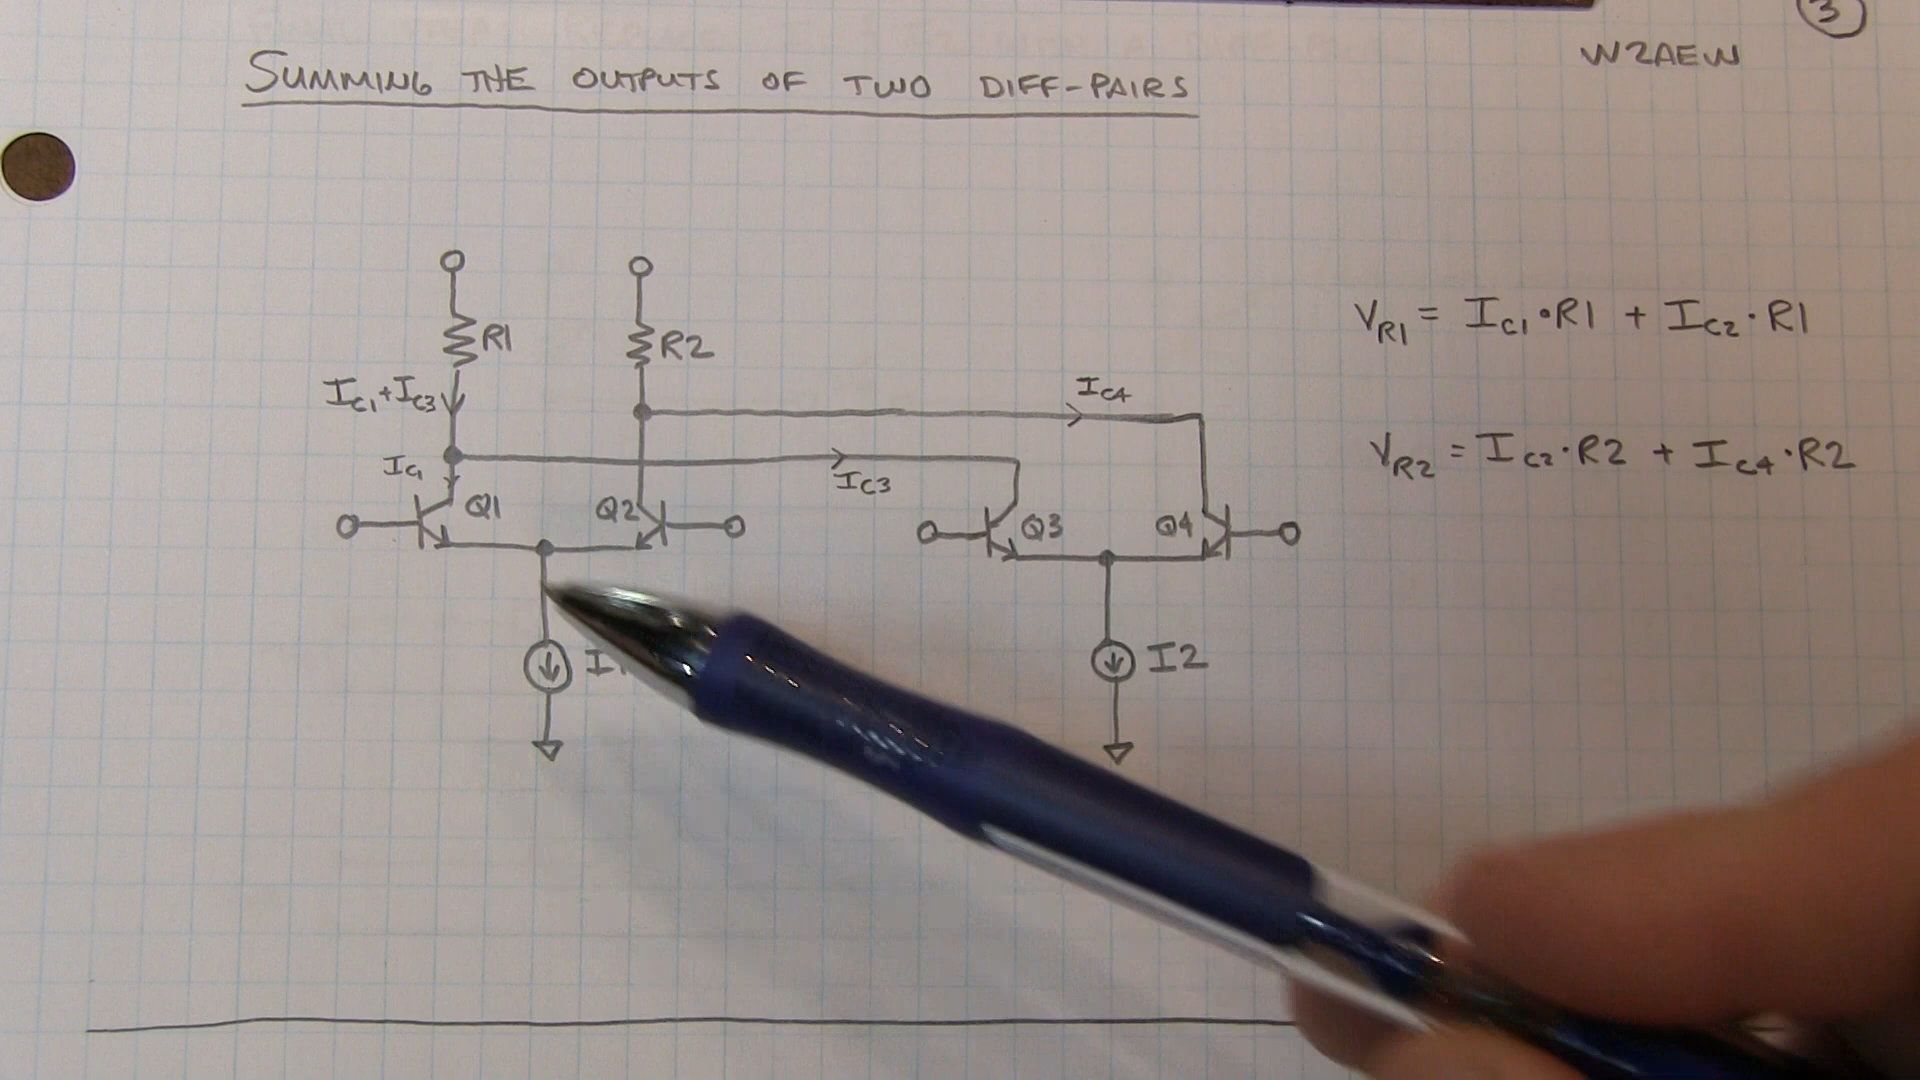 3
W2AEW
SUMMING THE OUTPUTS OF TWO DIFF-PAIRS
R1
R2
VR1 = IC1·R1 + IC2·R1
IC1+IC3
IC4
VR2 = IC2·R2 + IC4·R2
IC1
IC3
Q1
Q2
Q3
Q4
I2